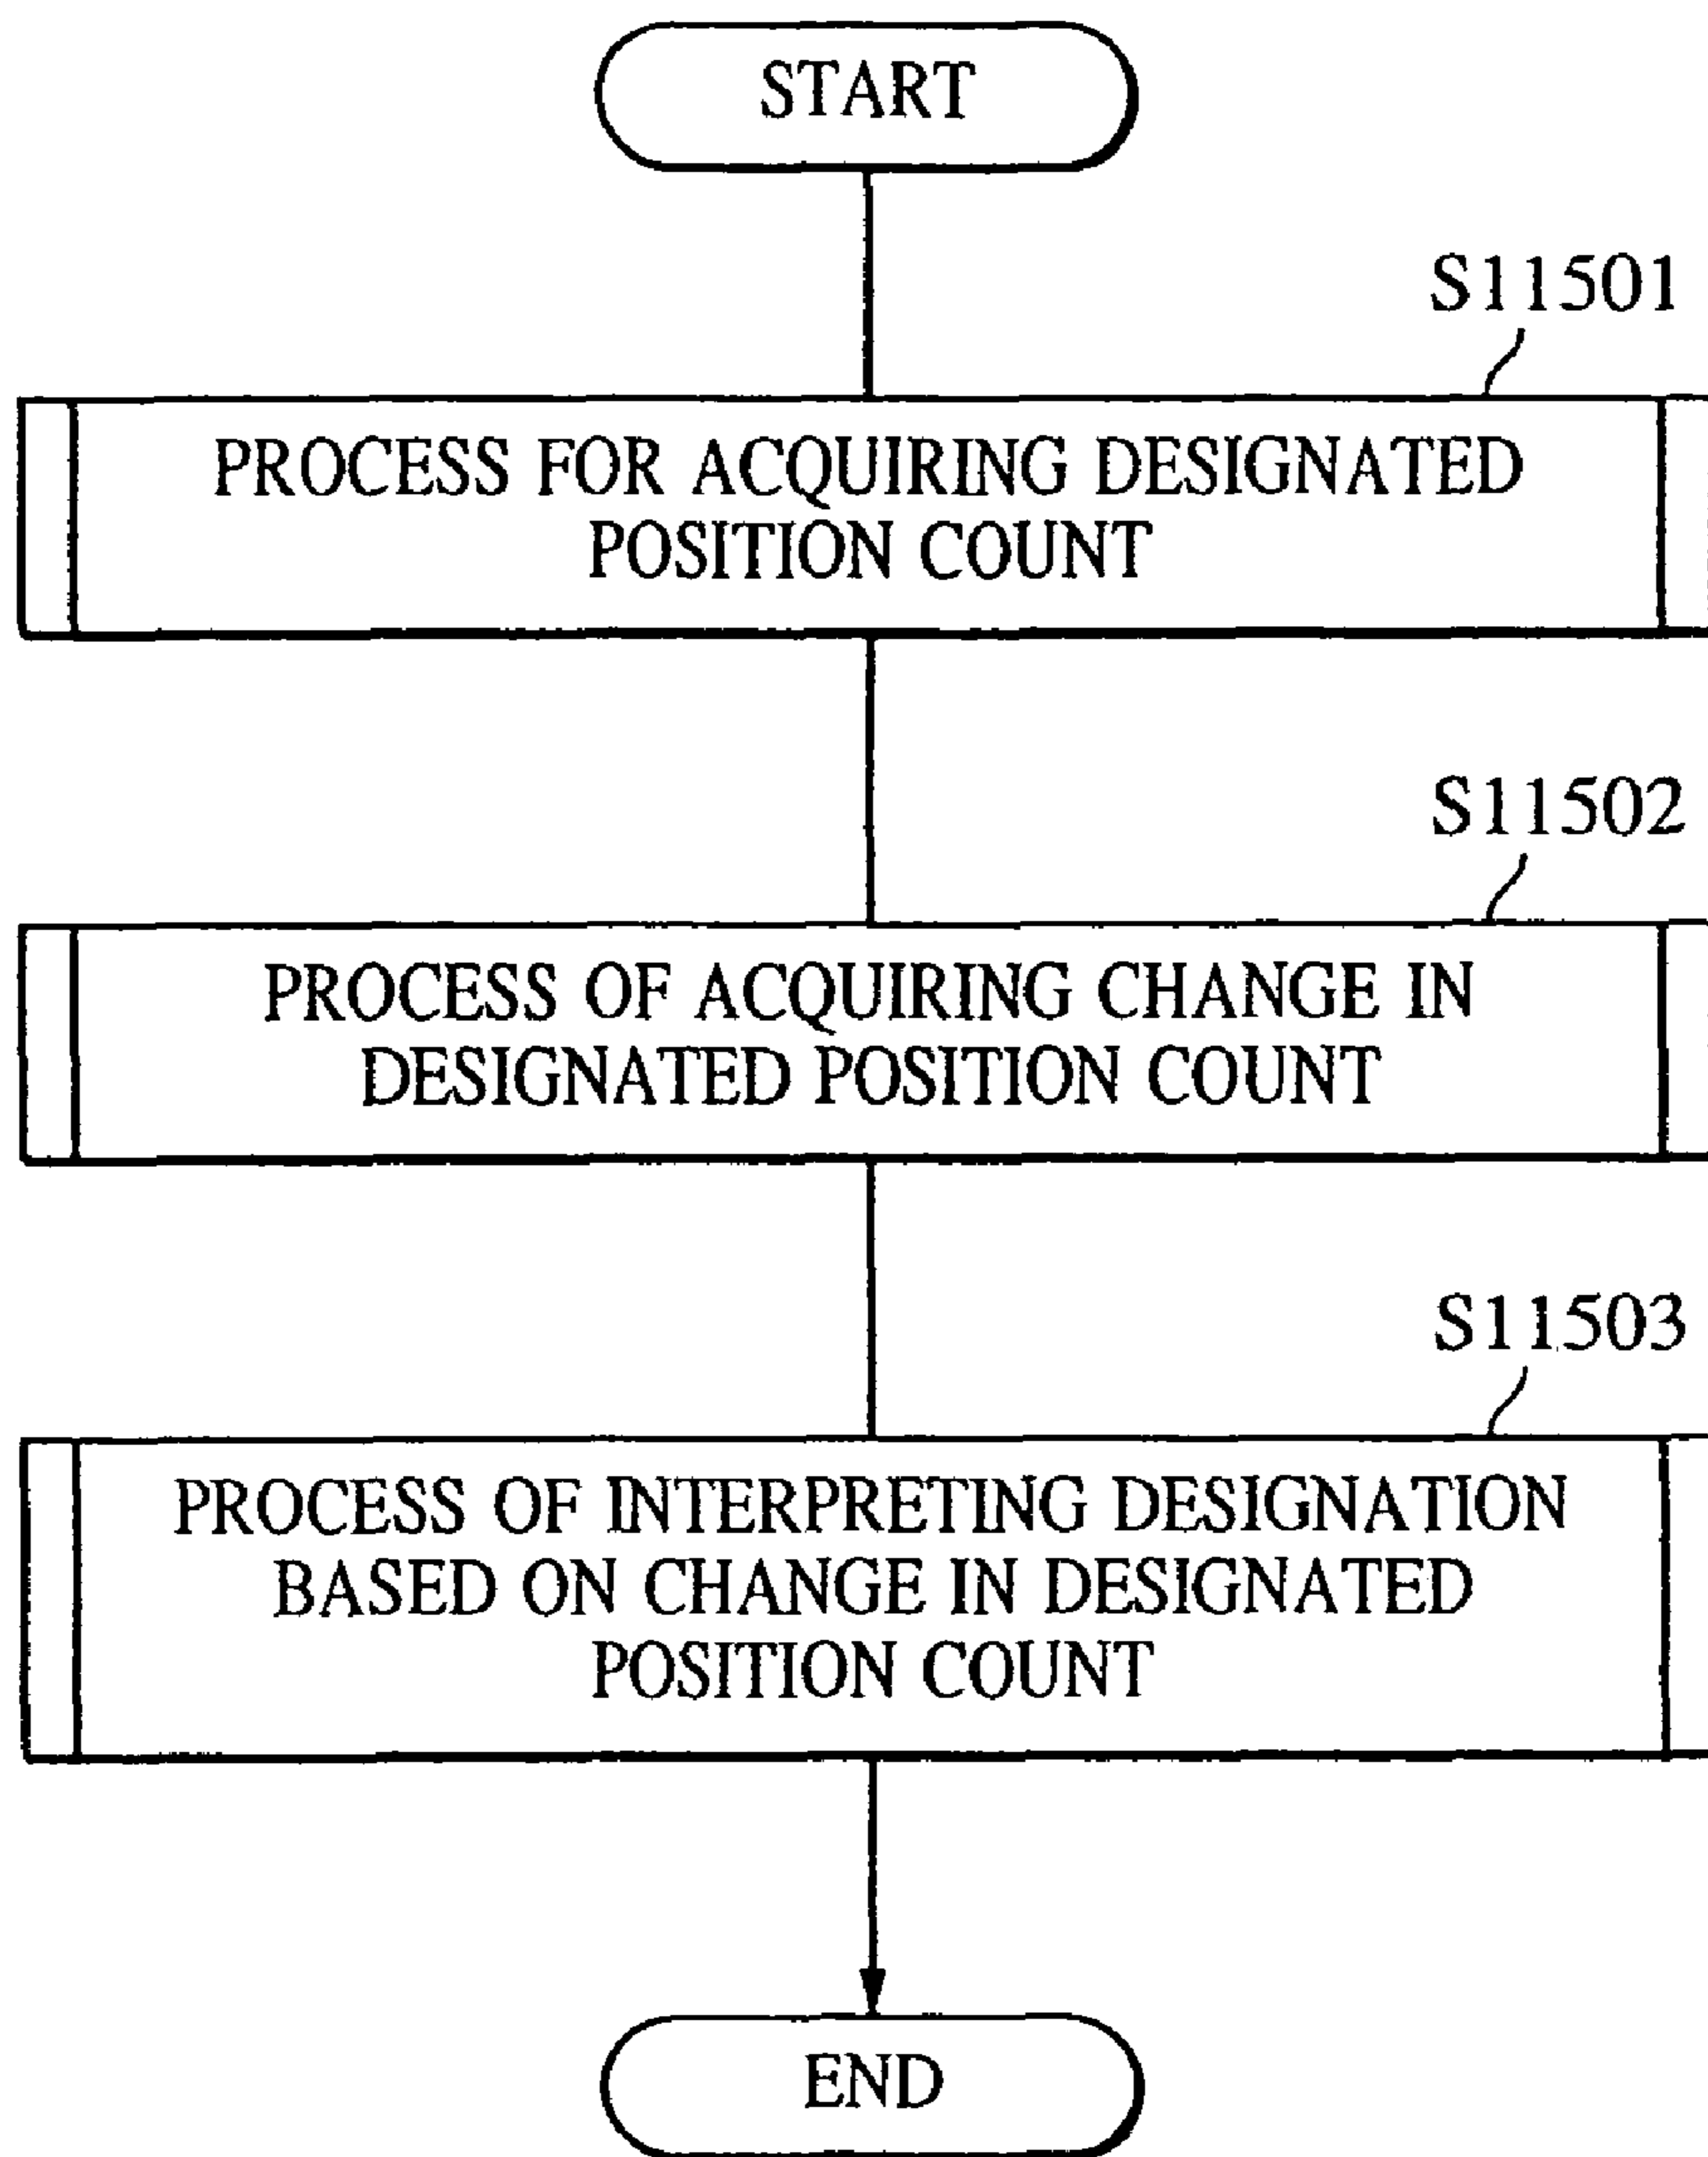 START
S11501
PROCESS FOR ACQUIRING DESIGNATED
POSITION COUNT
S11502
PROCESS OF ACQUIRING CHANGE IN
DESIGNATED POSITION COUNT
S11503
PROCESS OF INTERPRETING DESIGNATION
BASED ON CHANGE IN DESIGNATED
POSITION COUNT
END